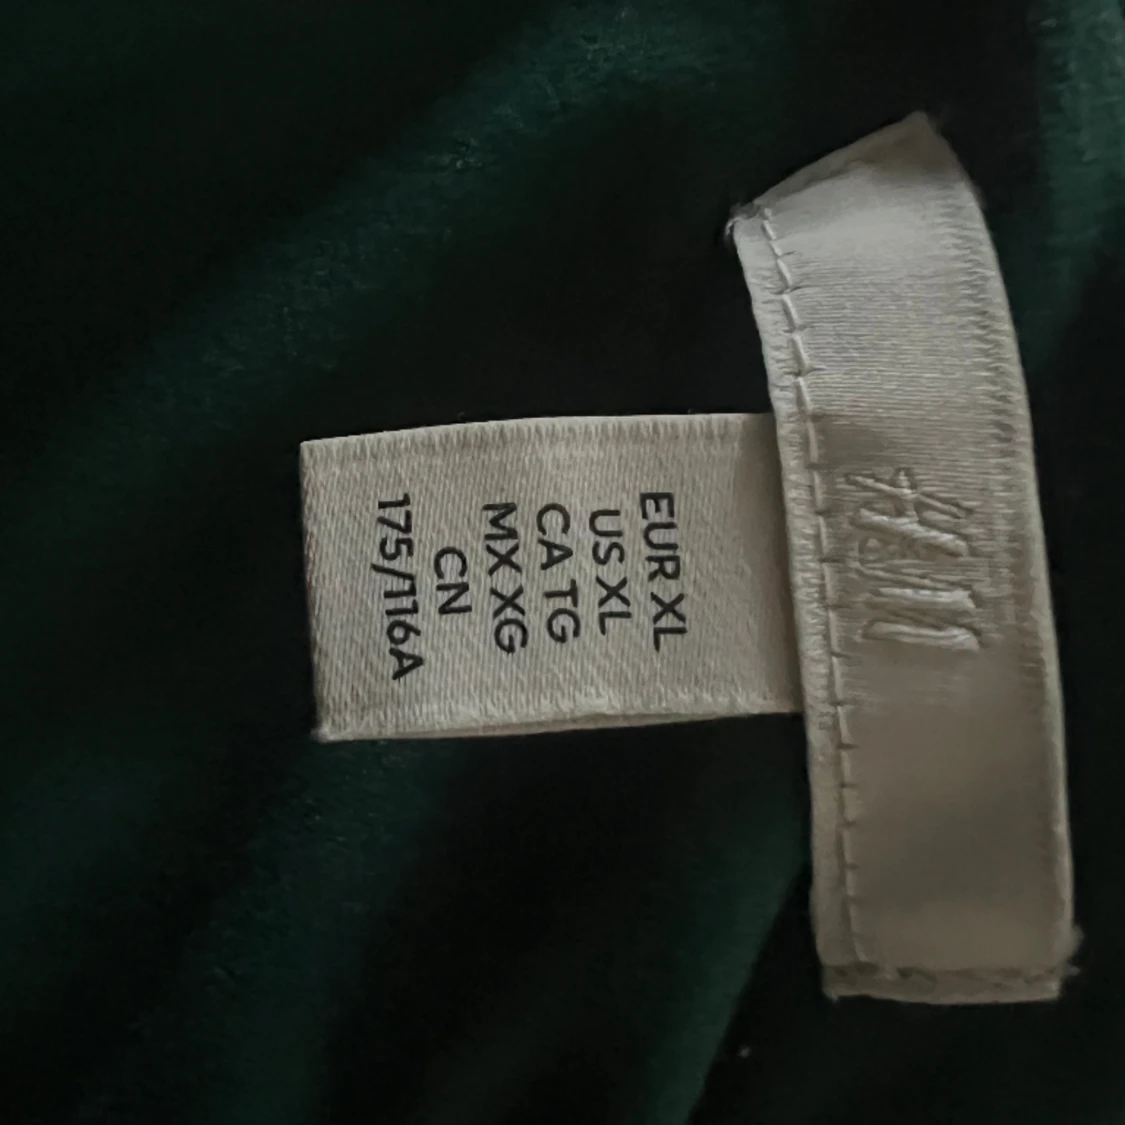 H&M
EUR XL
US XL
CA TG
MX XG
CN
175/116A